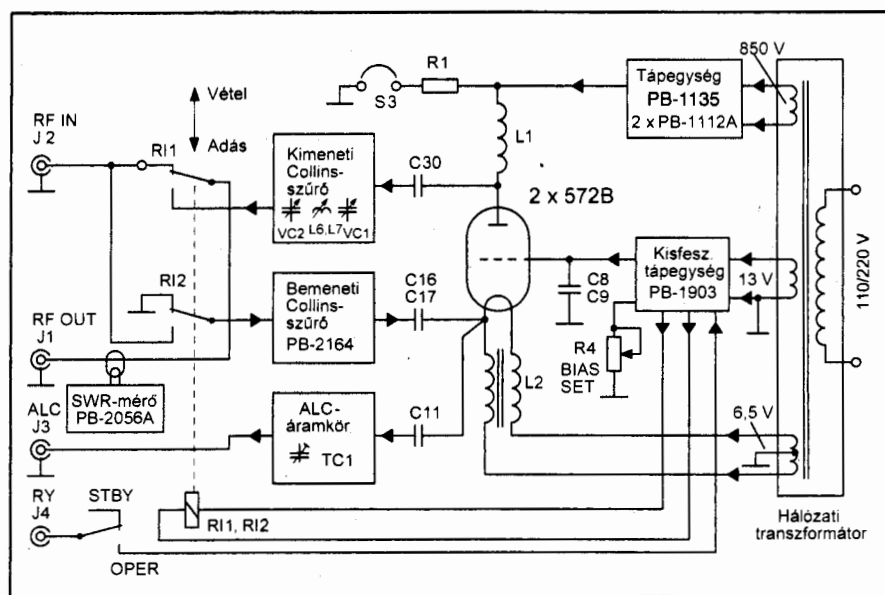 850 V
R1
S3
Tápegység
PB-1135
2 x PB-1112A
Vétel
Adás
RF IN
J2
RI1
L1
Kimeneti
Collins-
szűrő
VC2 L6,L7 VC1
C30
2 x 572B
110/220 V
Kisfesz.
tápegység
PB-1903
13 V
C8
C9
RI2
Bemeneti
Collins-
szűrő
PB-2164
C16
C17
RF OUT
J1
R4
BIAS
SET
SWR-mérő
PB-2056A
L2
ALC
J3
ALC-
áramkör
TC1
C11
6,5 V
RY
J4
STBY
OPER
RI1, RI2
Hálózati
transzformátor